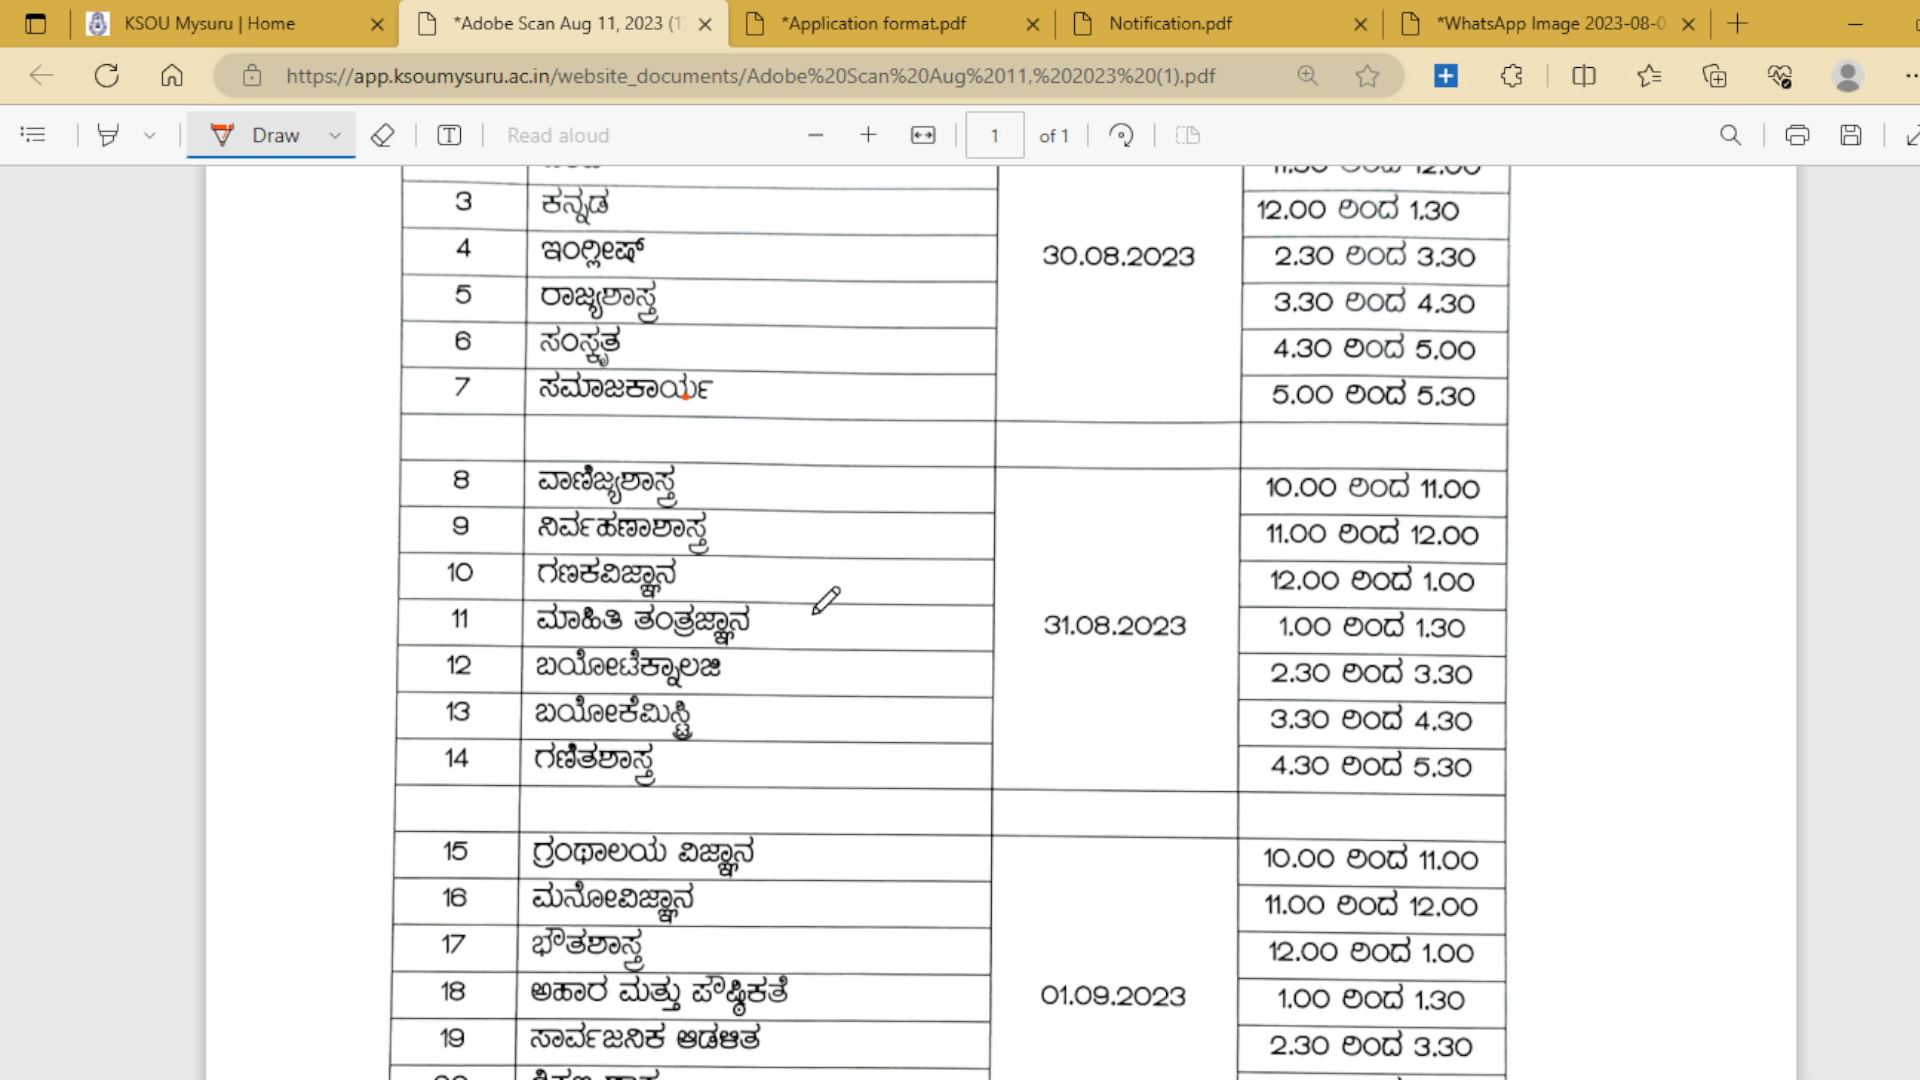 KSOU Mysuru | Home
*Adobe Scan Aug 11, 2023 (1
*Application format.pdf
Notification.pdf
*WhatsApp Image 2023-08-0
https://app.ksoumysuru.ac.in/website_documents/Adobe%20Scan%20Aug%2011,%202023%20(1).pdf
Draw
Read aloud
1 of 1
11.30 ರಿಂದ 12.00
3 ಕನ್ನಡ 12.00 ರಿಂದ 1.30
4 ಇಂಗ್ಲೀಷ್ 30.08.2023 2.30 ರಿಂದ 3.30
5 ರಾಜ್ಯಶಾಸ್ತ್ರ 3.30 ರಿಂದ 4.30
6 ಸಂಸ್ಕೃತ 4.30 ರಿಂದ 5.00
7 ಸಮಾಜಕಾರ್ಯ 5.00 ರಿಂದ 5.30
8 ವಾಣಿಜ್ಯಶಾಸ್ತ್ರ 10.00 ರಿಂದ 11.00
9 ನಿರ್ವಹಣಾಶಾಸ್ತ್ರ 11.00 ರಿಂದ 12.00
10 ಗಣಕವಿಜ್ಞಾನ 12.00 ರಿಂದ 1.00
11 ಮಾಹಿತಿ ತಂತ್ರಜ್ಞಾನ 31.08.2023 1.00 ರಿಂದ 1.30
12 ಬಯೋಟೆಕ್ನಾಲಜಿ 2.30 ರಿಂದ 3.30
13 ಬಯೋಕೆಮಿಸ್ಟ್ರಿ 3.30 ರಿಂದ 4.30
14 ಗಣಿತಶಾಸ್ತ್ರ 4.30 ರಿಂದ 5.30
15 ಗ್ರಂಥಾಲಯ ವಿಜ್ಞಾನ 10.00 ರಿಂದ 11.00
16 ಮನೋವಿಜ್ಞಾನ 11.00 ರಿಂದ 12.00
17 ಭೌತಶಾಸ್ತ್ರ 12.00 ರಿಂದ 1.00
18 ಅಹಾರ ಮತ್ತು ಪೌಷ್ಠಿಕತೆ 01.09.2023 1.00 ರಿಂದ 1.30
19 ಸಾರ್ವಜನಿಕ ಆಡಳಿತ 2.30 ರಿಂದ 3.30